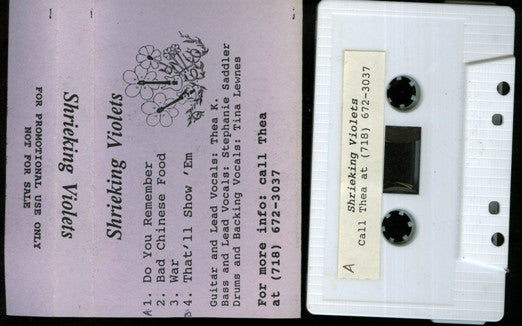 FOR PROMOTIONAL USE ONLY
NOT FOR SALE
Shrieking Violets
Shrieking Violets
A 1. Do You Remember
2. Bad Chinese Food
3. War
4. That'll Show 'Em
Guitar and Lead Vocals: Thea K.
Bass and Lead Vocals: Stephanie Saddler
Drums and Backing Vocals: Tina Lewnes
For more info: call Thea
at (718) 672-3037
A
Shrieking Violets
Call Thea at (718) 672-3037